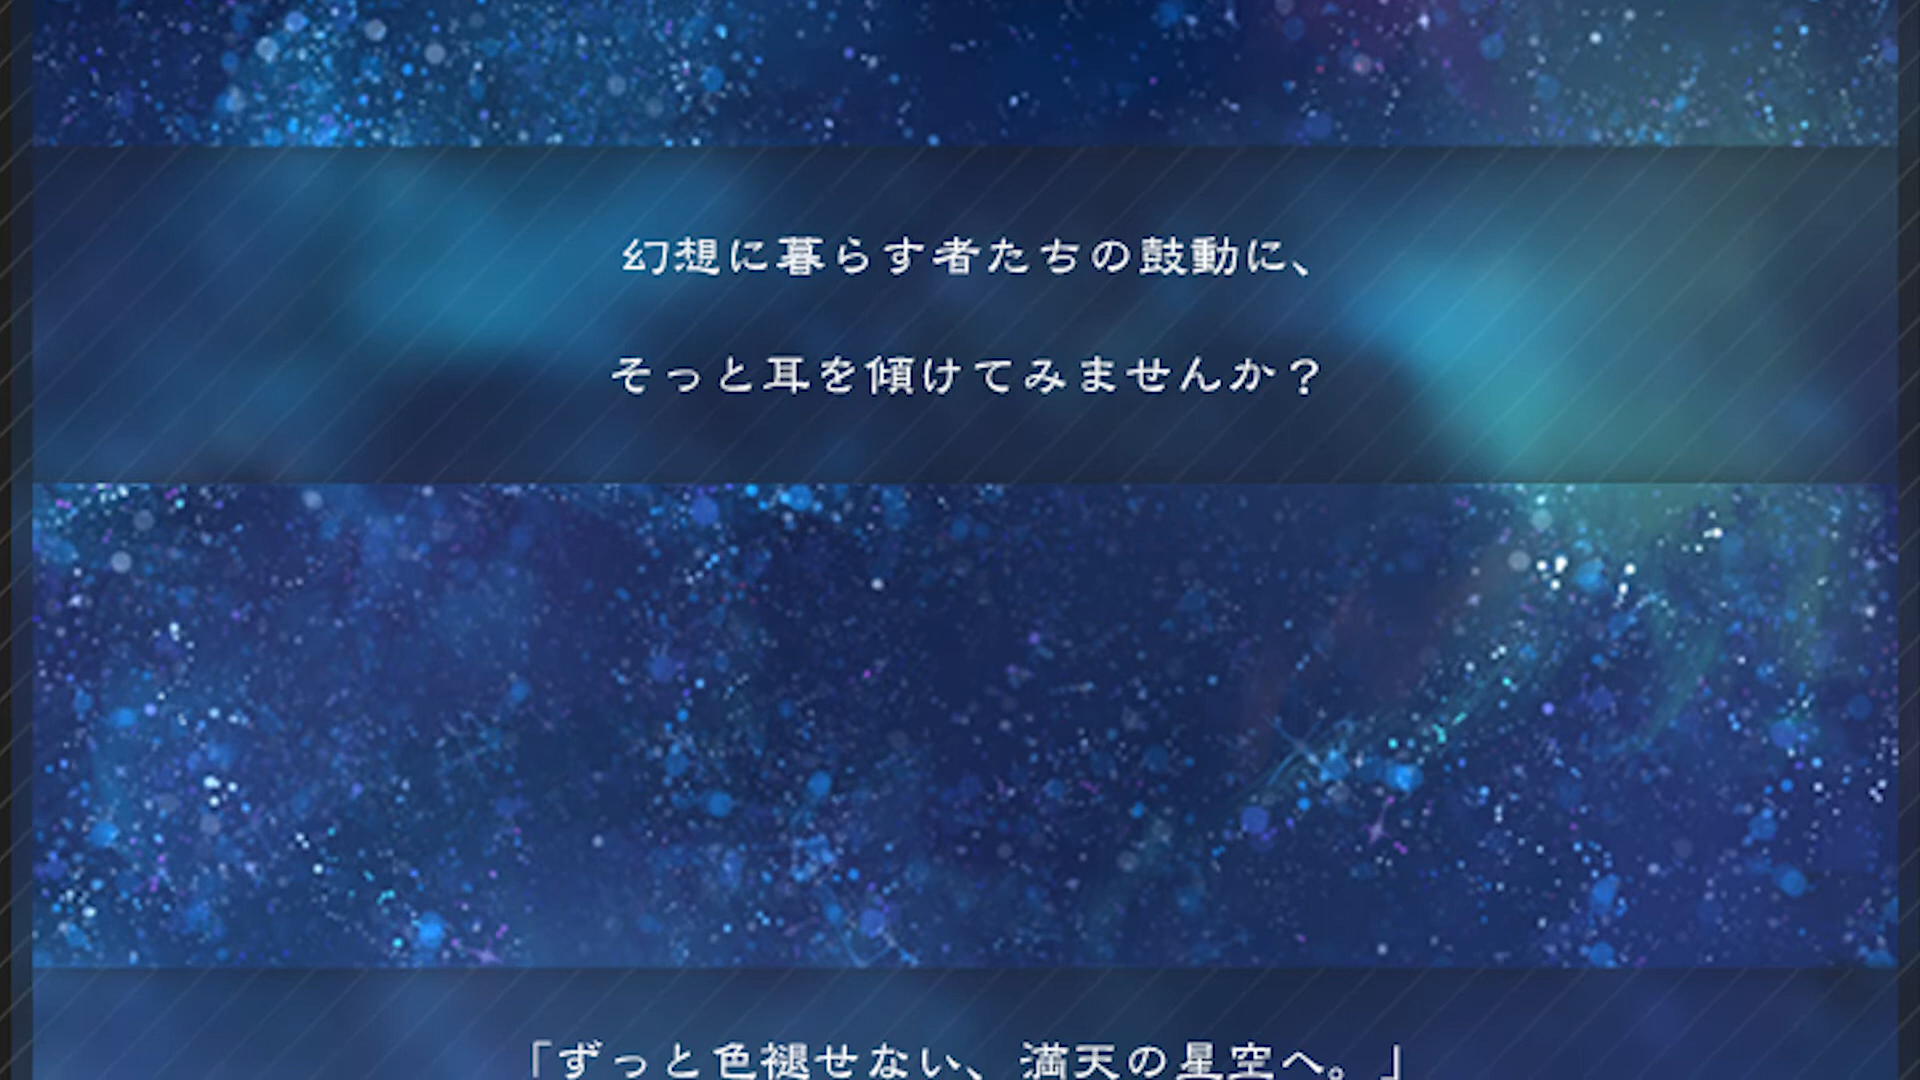 幻想に暮らす者たちの鼓動に、
そっと耳を傾けてみませんか？
「ずっと色褪せない、満天の星空へ。」